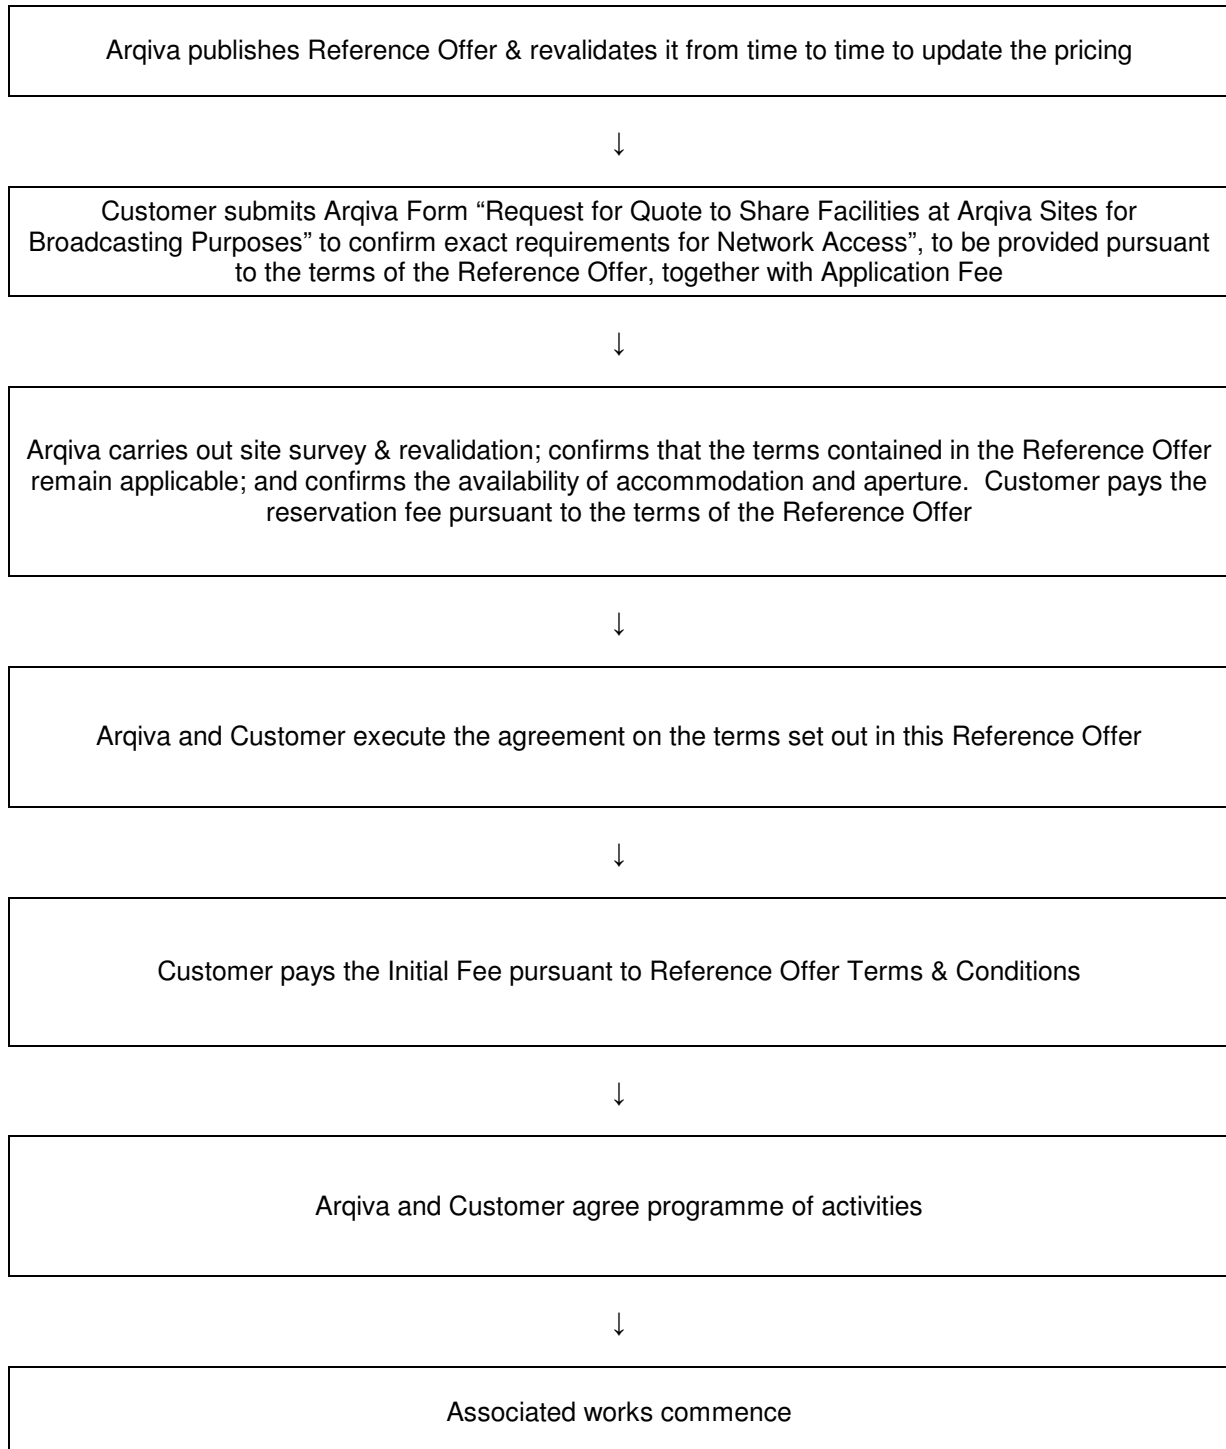 Arqiva publishes Reference Offer & revalidates it from time to time to update the pricing
↓
Customer submits Arqiva Form “Request for Quote to Share Facilities at Arqiva Sites for
Broadcasting Purposes” to confirm exact requirements for Network Access”, to be provided pursuant
to the terms of the Reference Offer, together with Application Fee
↓
Arqiva carries out site survey & revalidation; confirms that the terms contained in the Reference Offer
remain applicable; and confirms the availability of accommodation and aperture.  Customer pays the
reservation fee pursuant to the terms of the Reference Offer
↓
Arqiva and Customer execute the agreement on the terms set out in this Reference Offer
↓
Customer pays the Initial Fee pursuant to Reference Offer Terms & Conditions
↓
Arqiva and Customer agree programme of activities
↓
Associated works commence